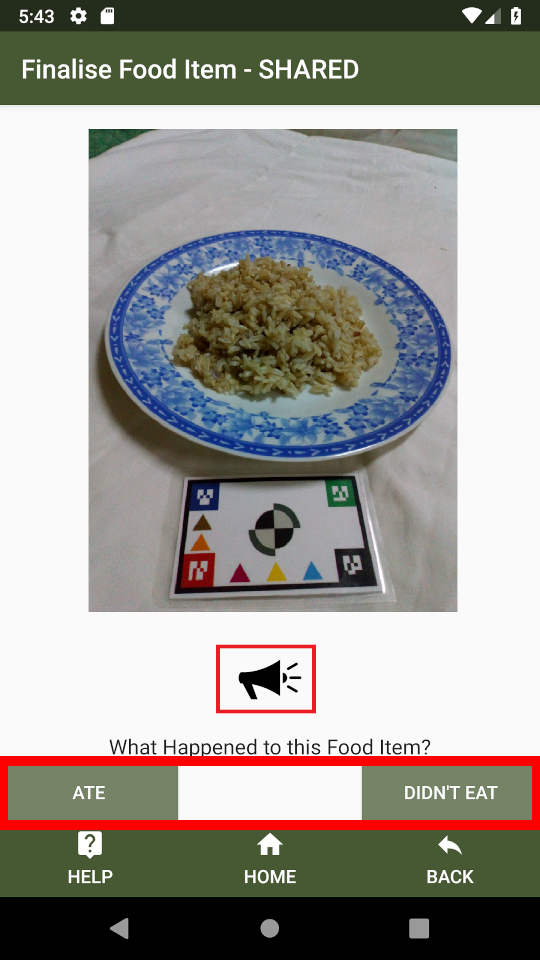 5:43
Finalise Food Item - SHARED
What Happened to this Food Item?
ATE
DIDN'T EAT
HELP
HOME
BACK